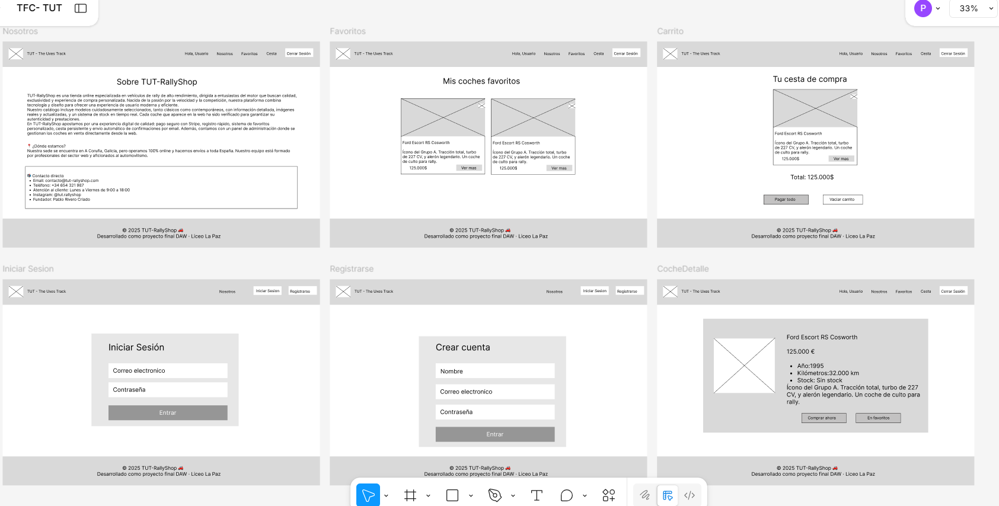 TFC- TUT
P
33%
Nosotros
TUT - The Uxes Track
Hola, Usuario
Nosotros
Favoritos
Cesta
Cerrar Sesión
Sobre TUT-RallyShop
TUT-RallyShop es una tienda online especializada en vehículos de rally de alto rendimiento, dirigida a entusiastas del motor que buscan calidad,
exclusividad y experiencia de compra personalizada. Nacida de la pasión por la velocidad y la competición, nuestra plataforma combina
tecnología y diseño para ofrecer una experiencia de usuario moderna y eficiente.
Nuestro catálogo incluye modelos cuidadosamente seleccionados, tanto clásicos como contemporáneos, con información detallada, imágenes
reales y actualizadas, y un sistema de stock en tiempo real. Cada coche que aparece en la web ha sido verificado para garantizar su
autenticidad y prestaciones.
En TUT-RallyShop apostamos por una experiencia digital de calidad: pago seguro con Stripe, registro rápido, sistema de favoritos
personalizado, cesta persistente y envío automático de confirmaciones por email. Además, contamos con un panel de administración donde se
gestionan los coches en venta directamente desde la web.
📍 ¿Dónde estamos?
Nuestra sede se encuentra en A Coruña, Galicia, pero operamos 100% online y hacemos envíos a toda España. Nuestro equipo está formado
por profesionales del sector web y aficionados al automovilismo.
Contacto directo
• Email: contacto@tut-rallyshop.com
• Teléfono: +34 654 321 987
• Atención al cliente: Lunes a Viernes de 9:00 a 18:00
• Instagram: @tut.rallyshop
• Fundador: Pablo Rivero Criado
© 2025 TUT-RallyShop 🚗
Desarrollado como proyecto final DAW · Liceo La Paz
Favoritos
TUT - The Uxes Track
Hola, Usuario
Nosotros
Favoritos
Cesta
Cerrar Sesión
Mis coches favoritos
Ford Escort RS Cosworth
Ícono del Grupo A. Tracción total, turbo
de 227 CV, y alerón legendario. Un coche
de culto para rally.
125.000$
Ver mas
Ford Escort RS Cosworth
Ícono del Grupo A. Tracción total, turbo
de 227 CV, y alerón legendario. Un coche
de culto para rally.
125.000$
Ver mas
© 2025 TUT-RallyShop 🚗
Desarrollado como proyecto final DAW · Liceo La Paz
Carrito
TUT - The Uxes Track
Hola, Usuario
Nosotros
Favoritos
Cesta
Cerrar Sesión
Tu cesta de compra
Ford Escort RS Cosworth
Ícono del Grupo A. Tracción total, turbo
de 227 CV, y alerón legendario. Un coche
de culto para rally.
125.000$
Ver mas
Total: 125.000$
Pagar todo
Vaciar carrito
© 2025 TUT-RallyShop 🚗
Desarrollado como proyecto final DAW · Liceo La Paz
Iniciar Sesion
TUT - The Uxes Track
Nosotros
Iniciar Sesion
Registrarse
Iniciar Sesión
Correo electronico
Contraseña
Entrar
© 2025 TUT-RallyShop 🚗
Desarrollado como proyecto final DAW · Liceo La Paz
Registrarse
TUT - The Uxes Track
Nosotros
Iniciar Sesion
Registrarse
Crear cuenta
Nombre
Correo electronico
Contraseña
Entrar
© 2025 TUT-RallyShop 🚗
Desarrollado como proyecto final DAW · Liceo La Paz
CocheDetalle
TUT - The Uxes Track
Hola, Usuario
Nosotros
Favoritos
Cesta
Cerrar Sesión
Ford Escort RS Cosworth
125.000 €
• Año:1995
• Kilómetros:32.000 km
• Stock: Sin stock
Ícono del Grupo A. Tracción total, turbo de 227
CV, y alerón legendario. Un coche de culto para
rally.
Comprar ahora
En favoritos
© 2025 TUT-RallyShop 🚗
Desarrollado como proyecto final DAW · Liceo La Paz